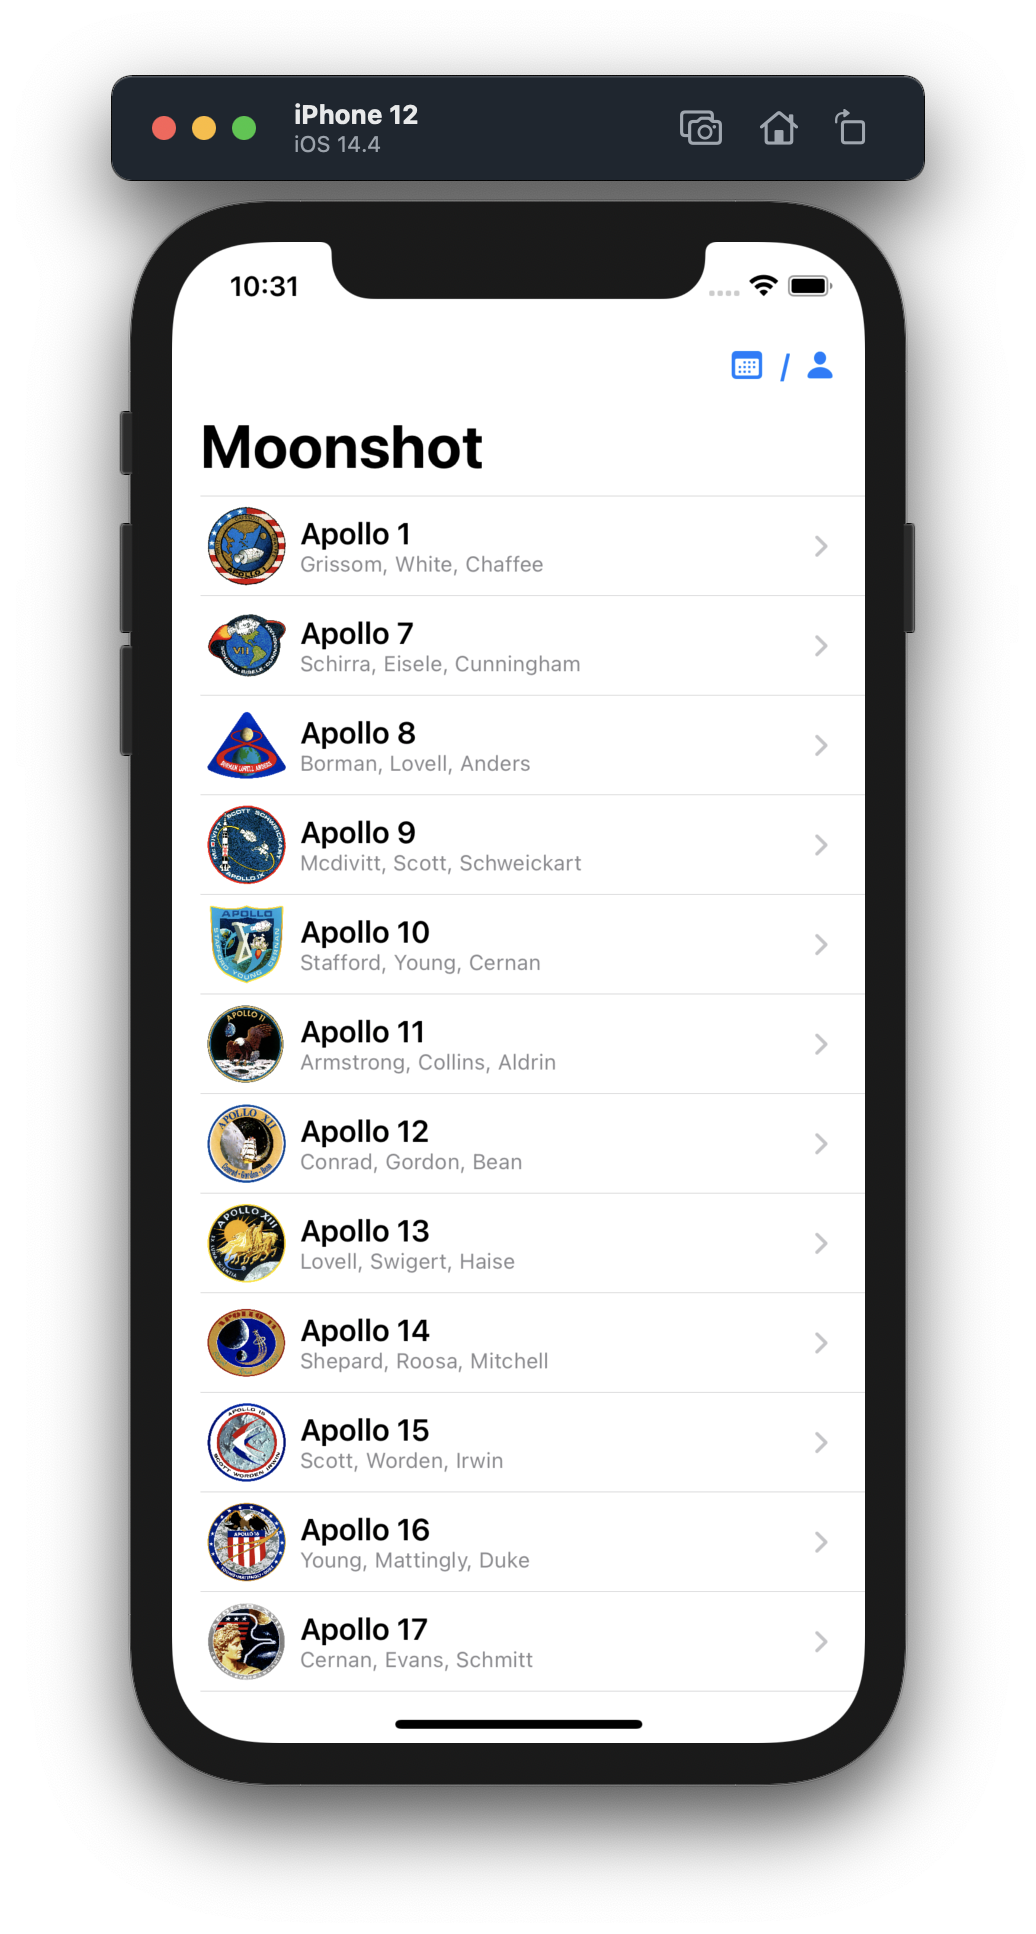 iPhone 12
iOS 14.4
10:31
/
Moonshot
Apollo 1
Grissom, White, Chaffee
Apollo 7
Schirra, Eisele, Cunningham
Apollo 8
Borman, Lovell, Anders
Apollo 9
Mcdivitt, Scott, Schweickart
Apollo 10
Stafford, Young, Cernan
Apollo 11
Armstrong, Collins, Aldrin
Apollo 12
Conrad, Gordon, Bean
Apollo 13
Lovell, Swigert, Haise
Apollo 14
Shepard, Roosa, Mitchell
Apollo 15
Scott, Worden, Irwin
Apollo 16
Young, Mattingly, Duke
Apollo 17
Cernan, Evans, Schmitt